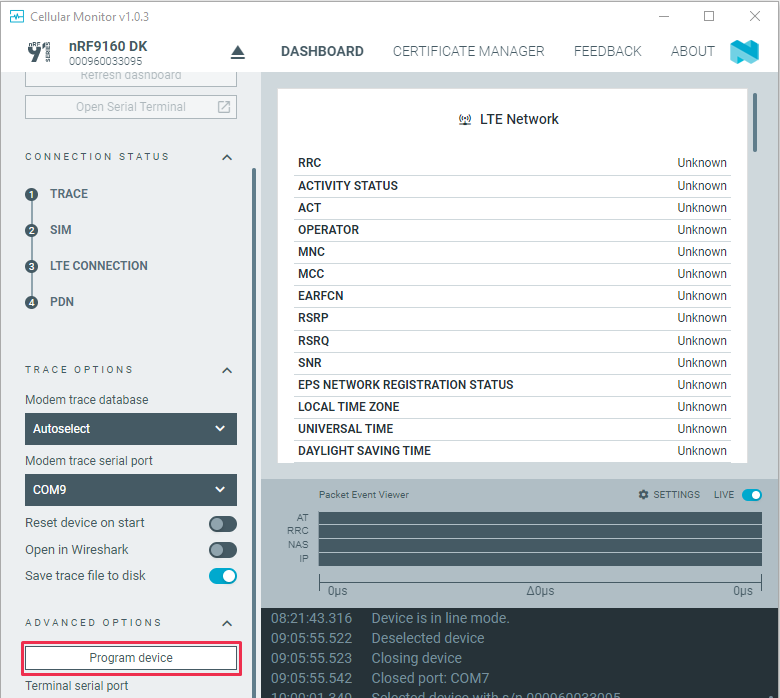 Cellular Monitor v1.0.3
nRF91 SERIES
nRF9160 DK
000960033095
DASHBOARD CERTIFICATE MANAGER FEEDBACK ABOUT
Refresh dashboard
Open Serial Terminal
CONNECTION STATUS
1 TRACE
2 SIM
3 LTE CONNECTION
4 PDN
TRACE OPTIONS
Modem trace database
Autoselect
Modem trace serial port
COM9
Reset device on start
Open in Wireshark
Save trace file to disk
ADVANCED OPTIONS
Program device
Terminal serial port
LTE Network
RRC Unknown
ACTIVITY STATUS Unknown
ACT Unknown
OPERATOR Unknown
MNC Unknown
MCC Unknown
EARFCN Unknown
RSRP Unknown
RSRQ Unknown
SNR Unknown
EPS NETWORK REGISTRATION STATUS Unknown
LOCAL TIME ZONE Unknown
UNIVERSAL TIME Unknown
DAYLIGHT SAVING TIME Unknown
Packet Event Viewer SETTINGS LIVE
AT
RRC
NAS
IP
0μs Δ0μs 0μs
08:21:43.316 Device is in line mode.
09:05:55.522 Deselected device
09:05:55.523 Closing device
09:05:55.542 Closed port: COM7
10:00:01.349 Selected device with s/n 000960033095